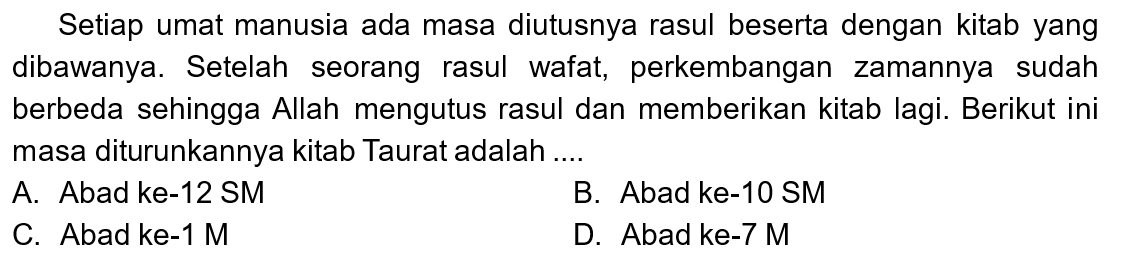 Setiap umat manusia ada masa diutusnya rasul beserta dengan kitab yang
dibawanya. Setelah seorang rasul wafat, perkembangan zamannya sudah
berbeda sehingga Allah mengutus rasul dan memberikan kitab lagi. Berikut ini
masa diturunkannya kitab Taurat adalah ....
A. Abad ke-12 SM B. Abad ke-10 SM
C. Abad ke-1 M D. Abad ke-7 M